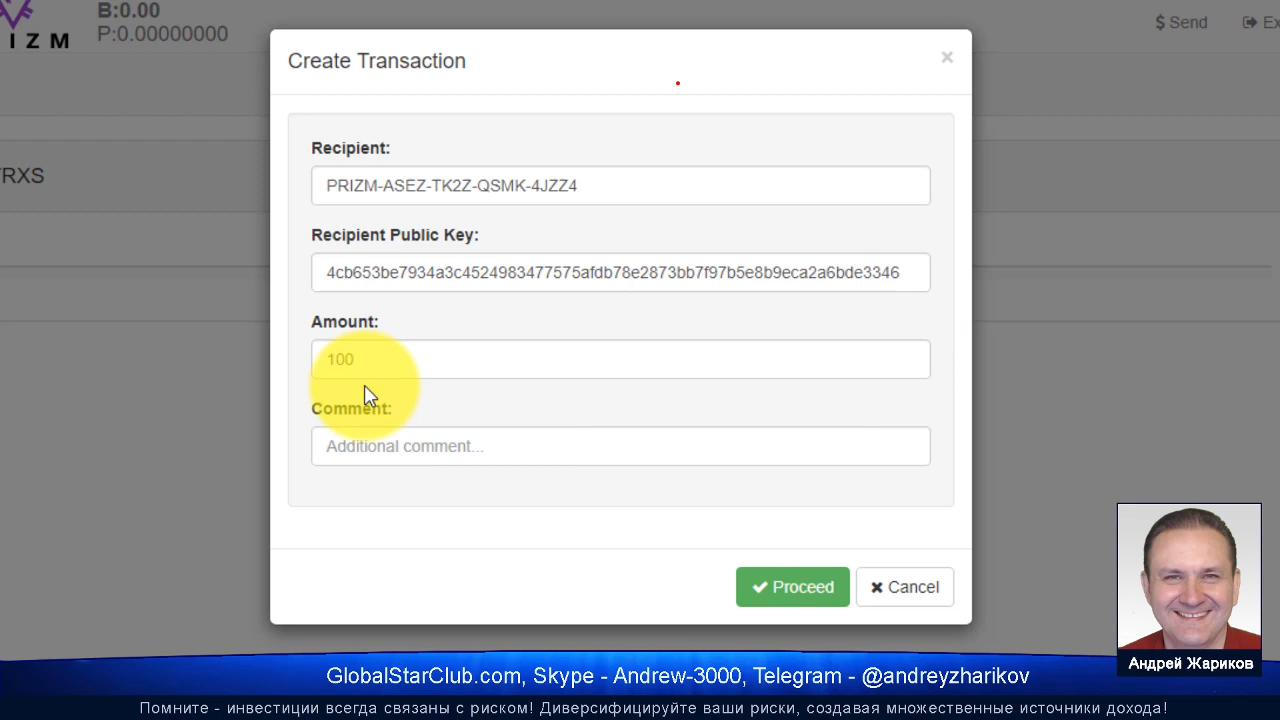 B:0.00
P:0.00000000
IZM
$ Send
Ex
Create Transaction
×
RXS
Recipient:
PRIZM-ASEZ-TK2Z-QSMK-4JZZ4
Recipient Public Key:
4cb653be7934a3c4524983477575afdb78e2873bb7f97b5e8b9eca2a6bde3346
Amount:
100
Comment:
Additional comment...
Proceed
Cancel
Андрей Жариков
GlobalStarClub.com, Skype - Andrew-3000, Telegram - @andreyzharikov
Помните - инвестиции всегда связаны с риском! Диверсифицируйте ваши риски, создавая множественные источники дохода!